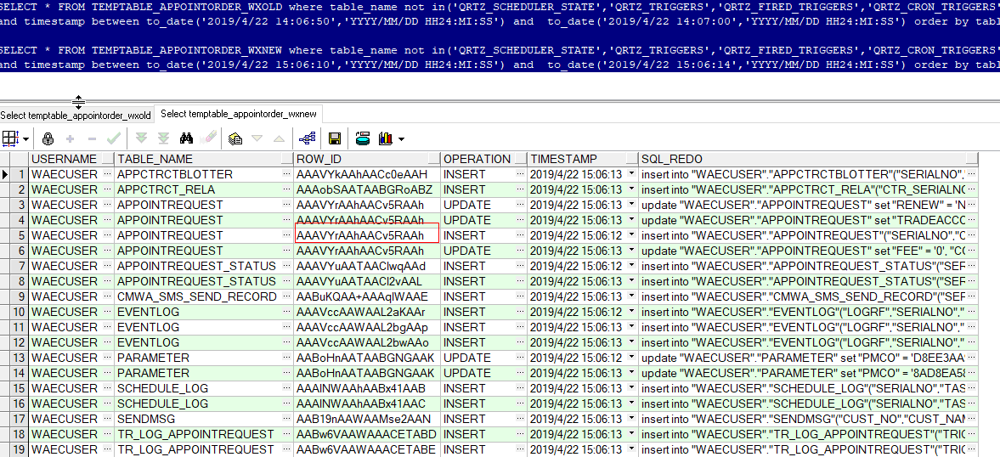 SELECT * FROM TEMPTABLE_APPOINTORDER_WXOLD where table_name not in('QRTZ_SCHEDULER_STATE','QRTZ_TRIGGERS','QRTZ_FIRED_TRIGGERS','QRTZ_CRON_TRIGGERS'
and timestamp between to_date('2019/4/22 14:06:50','YYYY/MM/DD HH24:MI:SS') and  to_date('2019/4/22 14:07:00','YYYY/MM/DD HH24:MI:SS') order by tabl
SELECT * FROM TEMPTABLE_APPOINTORDER_WXNEW where table_name not in('QRTZ_SCHEDULER_STATE','QRTZ_TRIGGERS','QRTZ_FIRED_TRIGGERS','QRTZ_CRON_TRIGGERS'
and timestamp between to_date('2019/4/22 15:06:10','YYYY/MM/DD HH24:MI:SS') and  to_date('2019/4/22 15:06:14','YYYY/MM/DD HH24:MI:SS') order by tabl
Select temptable_appointorder_wxold Select temptable_appointorder_wxnew
USERNAME TABLE_NAME ROW_ID OPERATION TIMESTAMP SQL_REDO
1 WAECUSER APPCTRCTBLOTTER AAAVYkAAhAACc0eAAH INSERT 2019/4/22 15:06:13 insert into "WAECUSER"."APPCTRCTBLOTTER"("SERIALNO",
2 WAECUSER APPCTRCT_RELA AAAobSAATAABGRoABZ INSERT 2019/4/22 15:06:13 insert into "WAECUSER"."APPCTRCT_RELA"("CTR_SERIALNO
3 WAECUSER APPOINTREQUEST AAAVYrAAhAACv5RAAh UPDATE 2019/4/22 15:06:13 update "WAECUSER"."APPOINTREQUEST" set "RENEW" = 'N
4 WAECUSER APPOINTREQUEST AAAVYrAAhAACv5RAAh UPDATE 2019/4/22 15:06:13 update "WAECUSER"."APPOINTREQUEST" set "TRADEACCO
5 WAECUSER APPOINTREQUEST AAAVYrAAhAACv5RAAh INSERT 2019/4/22 15:06:12 insert into "WAECUSER"."APPOINTREQUEST"("SERIALNO","C
6 WAECUSER APPOINTREQUEST AAAVYrAAhAACv5RAAh UPDATE 2019/4/22 15:06:13 update "WAECUSER"."APPOINTREQUEST" set "FEE" = '0', "CO
7 WAECUSER APPOINTREQUEST_STATUS AAAVYuAATAAClwqAAd INSERT 2019/4/22 15:06:12 insert into "WAECUSER"."APPOINTREQUEST_STATUS"("SEF
8 WAECUSER APPOINTREQUEST_STATUS AAAVYuAATAACl2vAAL INSERT 2019/4/22 15:06:13 insert into "WAECUSER"."APPOINTREQUEST_STATUS"("SEF
9 WAECUSER CMWA_SMS_SEND_RECORD AABuKQAA+AAAqlWAAE INSERT 2019/4/22 15:06:13 insert into "WAECUSER"."CMWA_SMS_SEND_RECORD"("SEF
10 WAECUSER EVENTLOG AAAVccAAWAAL2aKAAr INSERT 2019/4/22 15:06:12 insert into "WAECUSER"."EVENTLOG"("LOGRF","SERIALNO","
11 WAECUSER EVENTLOG AAAVccAAWAAL2bgAAp INSERT 2019/4/22 15:06:13 insert into "WAECUSER"."EVENTLOG"("LOGRF","SERIALNO","
12 WAECUSER EVENTLOG AAAVccAAWAAL2bwAAo INSERT 2019/4/22 15:06:13 insert into "WAECUSER"."EVENTLOG"("LOGRF","SERIALNO","
13 WAECUSER PARAMETER AABoHnAATAABGNGAAK UPDATE 2019/4/22 15:06:12 update "WAECUSER"."PARAMETER" set "PMCO" = 'D8EE3AA
14 WAECUSER PARAMETER AABoHnAATAABGNGAAK UPDATE 2019/4/22 15:06:13 update "WAECUSER"."PARAMETER" set "PMCO" = '8AD8EA58
15 WAECUSER SCHEDULE_LOG AAAlNWAAhAABx41AAB INSERT 2019/4/22 15:06:13 insert into "WAECUSER"."SCHEDULE_LOG"("SERIALNO","TAS
16 WAECUSER SCHEDULE_LOG AAAlNWAAhAABx41AAC INSERT 2019/4/22 15:06:13 insert into "WAECUSER"."SCHEDULE_LOG"("SERIALNO","TAS
17 WAECUSER SENDMSG AAB19nAAWAAMse2AAN INSERT 2019/4/22 15:06:13 insert into "WAECUSER"."SENDMSG"("CUST_NO","CUST_NAM
18 WAECUSER TR_LOG_APPOINTREQUEST AABw6VAAWAAACETABD INSERT 2019/4/22 15:06:13 insert into "WAECUSER"."TR_LOG_APPOINTREQUEST"("TRIC
19 WAECUSER TR_LOG_APPOINTREQUEST AABw6VAAWAAACETABE INSERT 2019/4/22 15:06:13 insert into "WAECUSER"."TR_LOG_APPOINTREQUEST"("TRIC